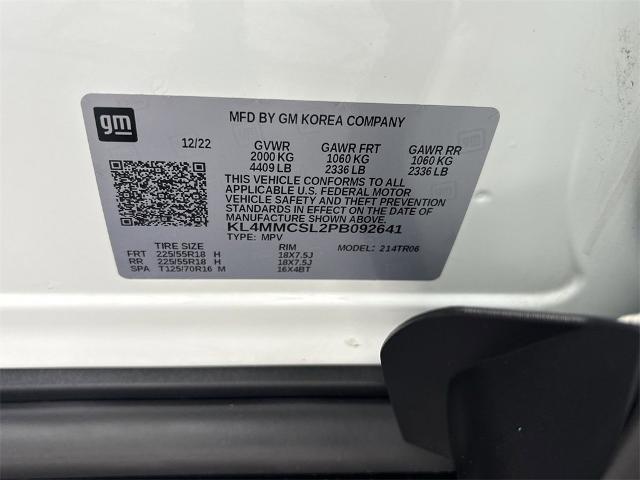 gm
MFD BY GM KOREA COMPANY
12/22 GVWR GAWR FRT GAWR RR
2000 KG 1060 KG 1060 KG
4409 LB 2336 LB 2336 LB
THIS VEHICLE CONFORMS TO ALL
APPLICABLE U.S. FEDERAL MOTOR
VEHICLE SAFETY AND THEFT PREVENTION
STANDARDS IN EFFECT ON THE DATE OF
MANUFACTURE SHOWN ABOVE.
KL4MMCSL2PB092641
TYPE: MPV MODEL: 214TR06
TIRE SIZE RIM
FRT 225/55R18 H 18X7.5J
RR 225/55R18 H 18X7.5J
SPA T125/70R16 M 16X4BT